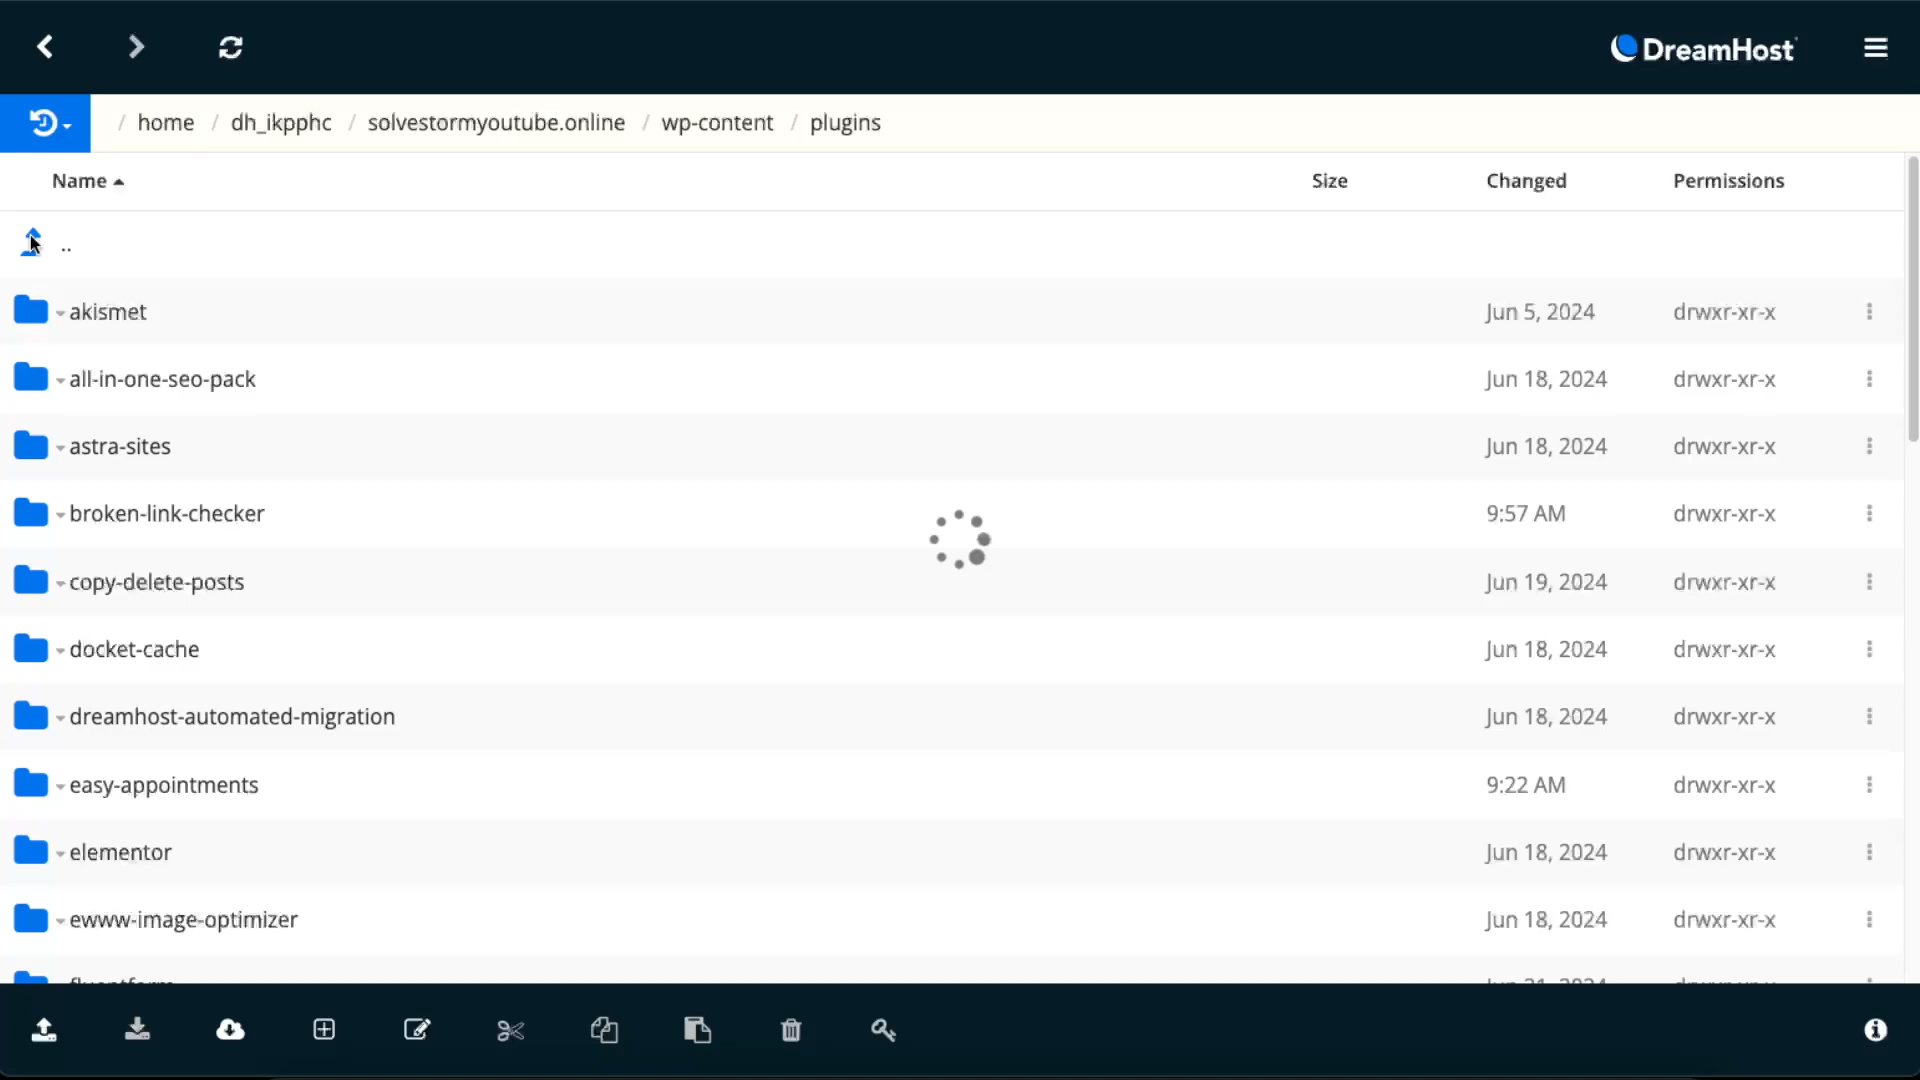 DreamHost
/ home / dh_ikpphc / solvestormyoutube.online / wp-content / plugins
Name Size Changed Permissions
..
akismet Jun 5, 2024 drwxr-xr-x
all-in-one-seo-pack Jun 18, 2024 drwxr-xr-x
astra-sites Jun 18, 2024 drwxr-xr-x
broken-link-checker 9:57 AM drwxr-xr-x
copy-delete-posts Jun 19, 2024 drwxr-xr-x
docket-cache Jun 18, 2024 drwxr-xr-x
dreamhost-automated-migration Jun 18, 2024 drwxr-xr-x
easy-appointments 9:22 AM drwxr-xr-x
elementor Jun 18, 2024 drwxr-xr-x
ewww-image-optimizer Jun 18, 2024 drwxr-xr-x